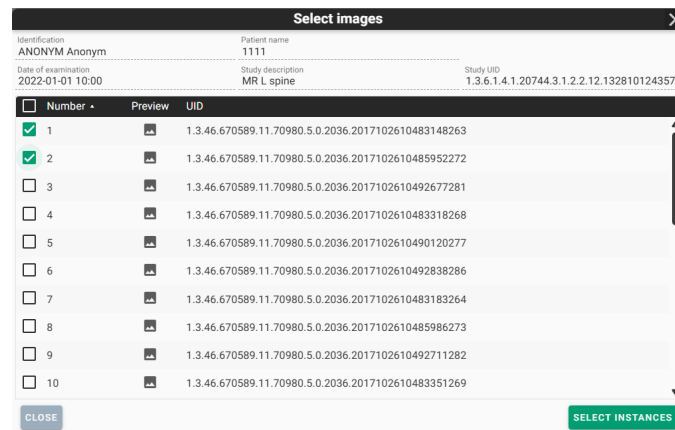 Select images
Identification Patient name
ANONYM Anonym 1111
Date of examination Study description Study UID
2022-01-01 10:00 MR L spine 1.3.6.1.4.1.20744.3.1.2.2.12.132810124357
Number Preview UID
1 1.3.46.670589.11.70980.5.0.2036.2017102610483148263
2 1.3.46.670589.11.70980.5.0.2036.2017102610485952272
3 1.3.46.670589.11.70980.5.0.2036.2017102610492677281
4 1.3.46.670589.11.70980.5.0.2036.2017102610483318268
5 1.3.46.670589.11.70980.5.0.2036.2017102610490120277
6 1.3.46.670589.11.70980.5.0.2036.2017102610492838286
7 1.3.46.670589.11.70980.5.0.2036.2017102610483183264
8 1.3.46.670589.11.70980.5.0.2036.2017102610485986273
9 1.3.46.670589.11.70980.5.0.2036.2017102610492711282
10 1.3.46.670589.11.70980.5.0.2036.2017102610483351269
CLOSE SELECT INSTANCES